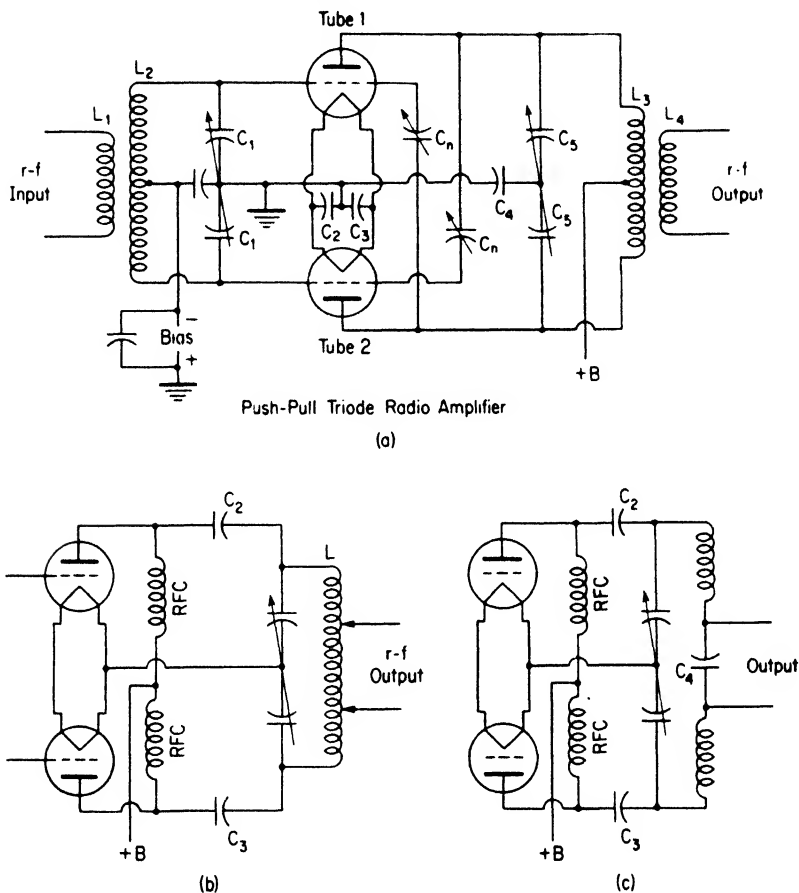 Tube 1
L2
L1
C1
Cn
C5
L3
L4
r-f
Input
r-f
Output
C2 C3
C4
C1
Cn
C5
−
Bias
+
Tube 2
+B
Push-Pull Triode Radio Amplifier
(a)
C2
RFC
L
r-f
Output
RFC
+B
C3
(b)
C2
RFC
C4
Output
RFC
+B
C3
(c)